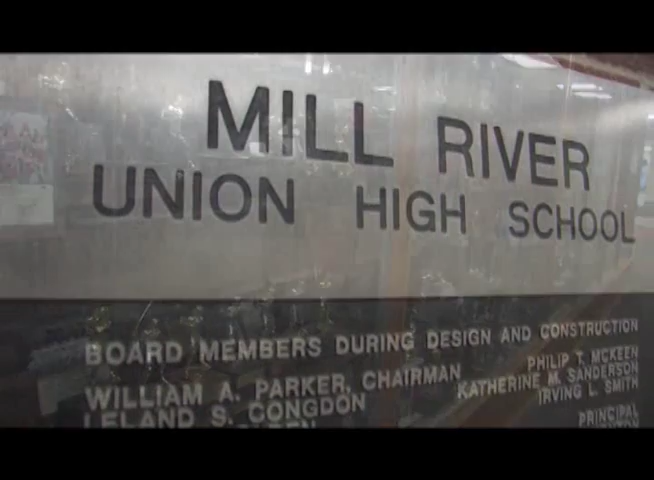 MILL RIVER
UNION HIGH SCHOOL
BOARD MEMBERS DURING DESIGN AND CONSTRUCTION
WILLIAM A. PARKER, CHAIRMAN
LELAND S. CONGDON
PHILIP T. MCKEEN
KATHERINE M. SANDERSON
IRVING L. SMITH
PRINCIPAL